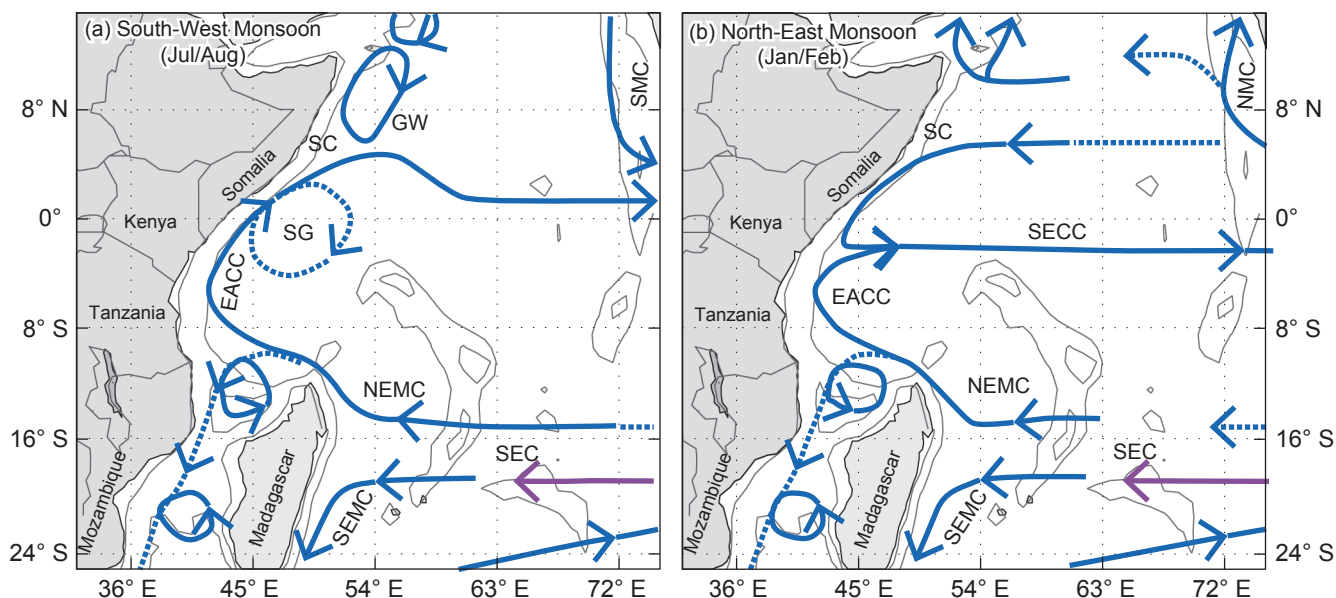 (a) South-West Monsoon
(Jul/Aug)
8° N
GW
SMC
SC
Somalia
Kenya
0°
SG
EACC
Tanzania
8° S
NEMC
16° S
SEC
Mozambique
Madagascar
SEMC
24° S
36° E
45° E
54° E
63° E
72° E
(b) North-East Monsoon
(Jan/Feb)
NMC
8° N
SC
Somalia
Kenya
0°
SECC
EACC
Tanzania
8° S
NEMC
16° S
SEC
Mozambique
Madagascar
SEMC
24° S
36° E
45° E
54° E
63° E
72° E